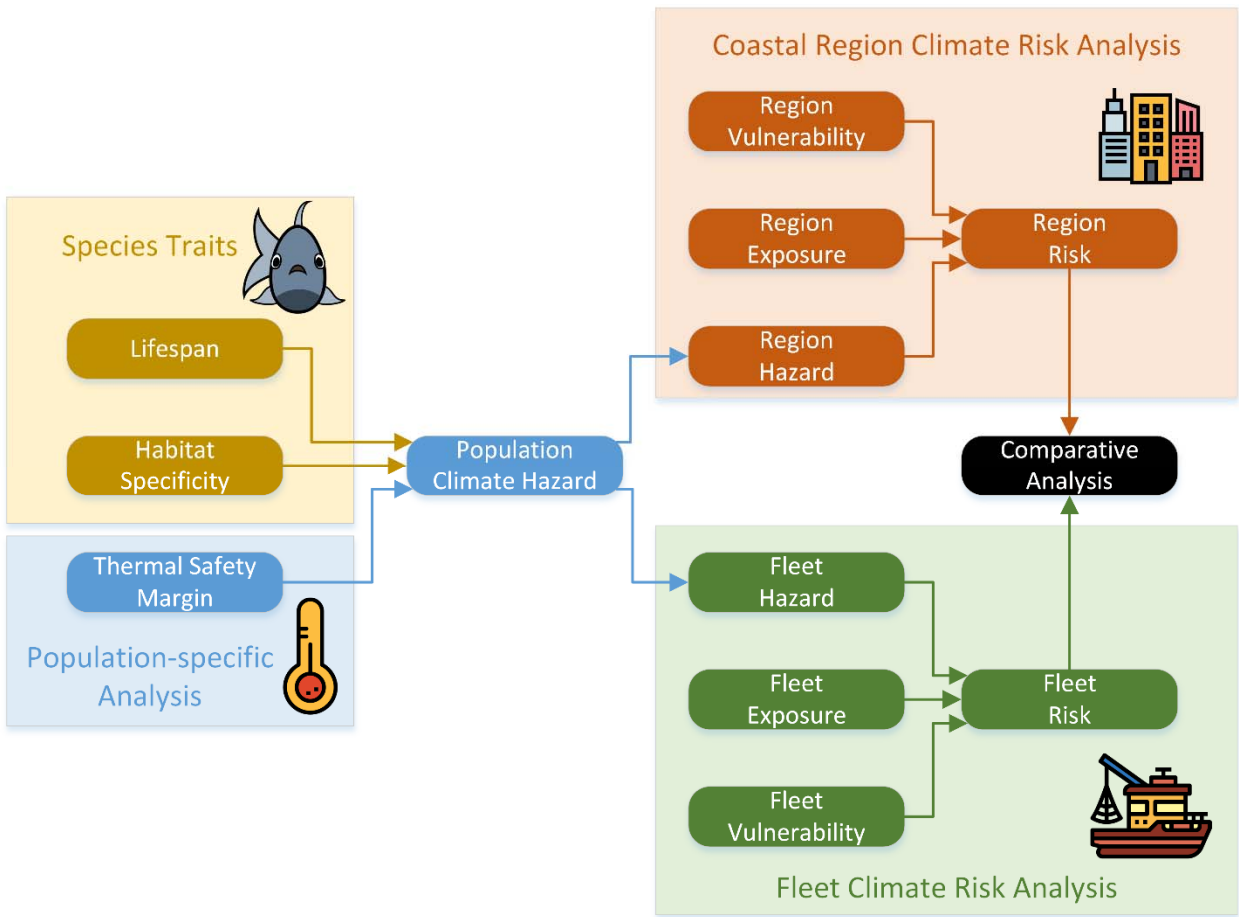 Species Traits
Lifespan
Habitat
Specificity
Thermal Safety
Margin
Population-specific
Analysis
Population
Climate Hazard
Coastal Region Climate Risk Analysis
Region
Vulnerability
Region
Exposure
Region
Hazard
Region
Risk
Comparative
Analysis
Fleet
Hazard
Fleet
Exposure
Fleet
Vulnerability
Fleet
Risk
Fleet Climate Risk Analysis